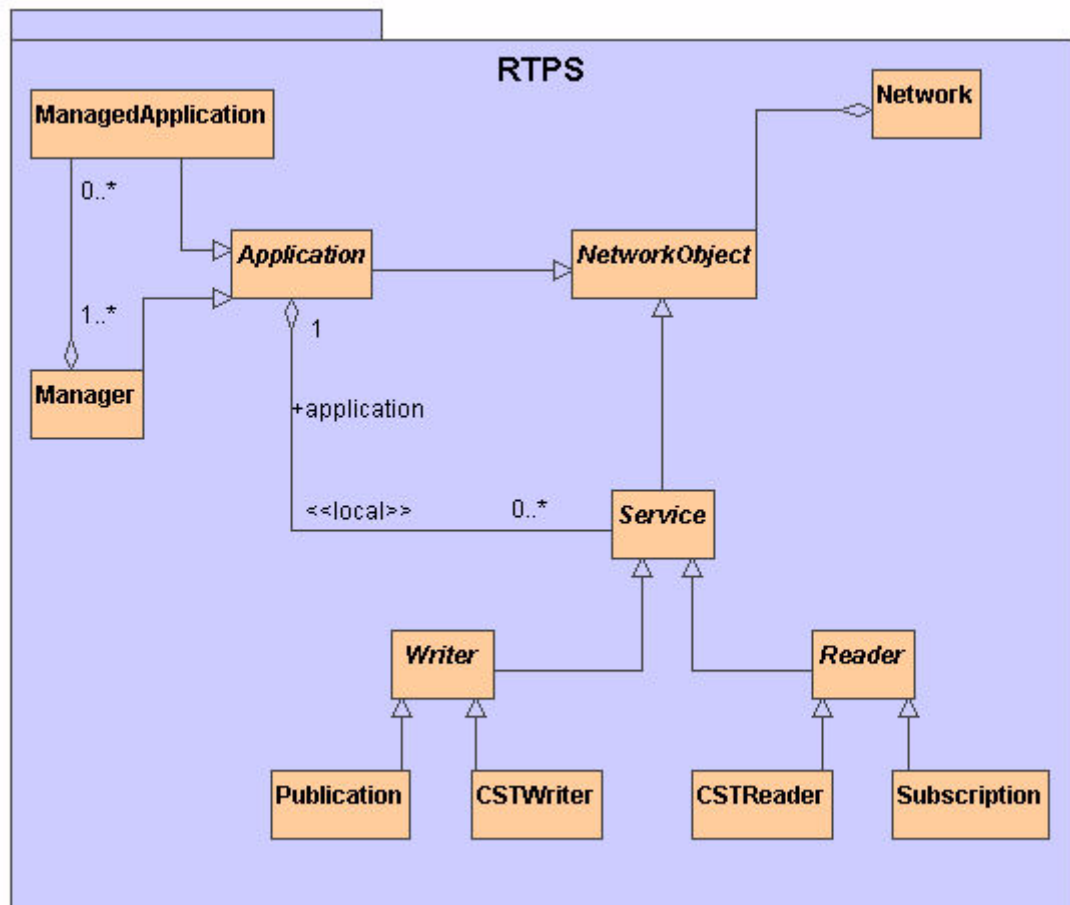 RTPS
Network
ManagedApplication
0..*
Application
NetworkObject
1..*
1
Manager
+application
<<local>>
0..*
Service
Writer
Reader
Publication
CSTWriter
CSTReader
Subscription